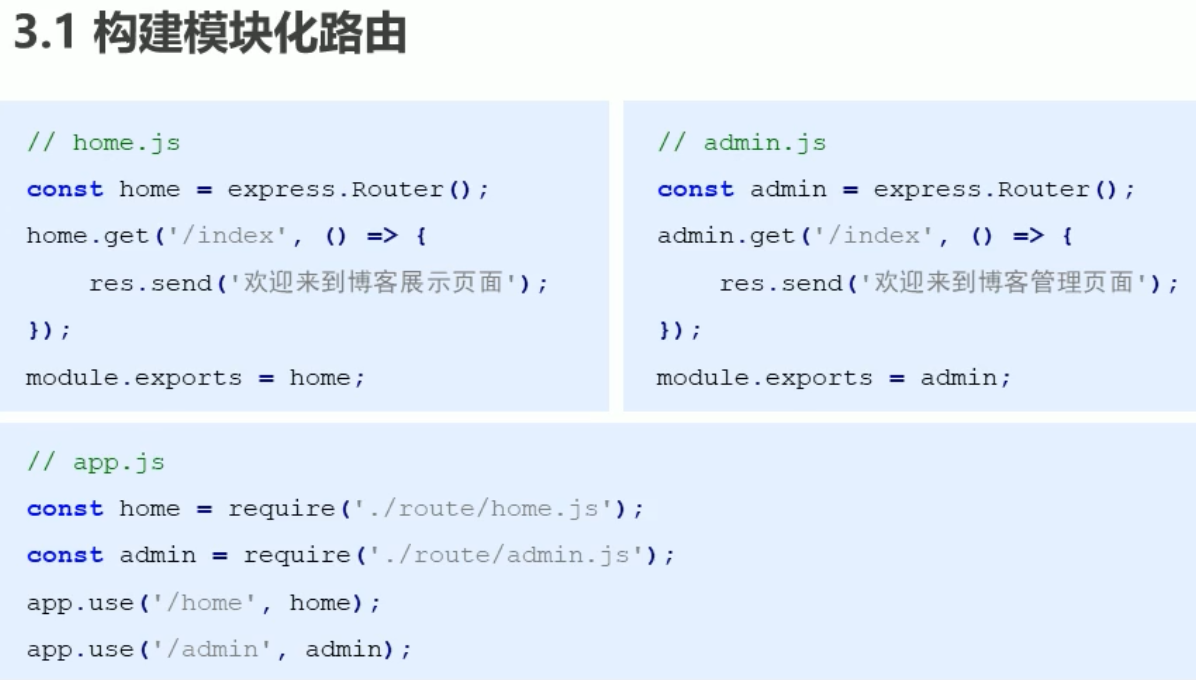 3.1 构建模块化路由
// home.js
const home = express.Router();
home.get('/index', () => {
    res.send('欢迎来到博客展示页面');
});
module.exports = home;
// admin.js
const admin = express.Router();
admin.get('/index', () => {
    res.send('欢迎来到博客管理页面');
});
module.exports = admin;
// app.js
const home = require('./route/home.js');
const admin = require('./route/admin.js');
app.use('/home', home);
app.use('/admin', admin);